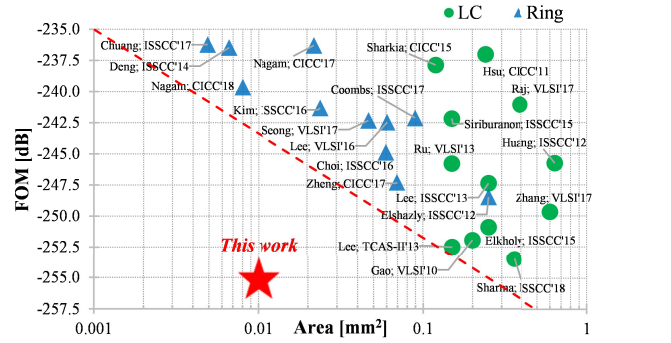 LC Ring
-235.0
-237.5
-240.0
-242.5
-245.0
-247.5
-250.0
-252.5
-255.0
-257.5
FOM [dB]
Chuang; ISSCC'17
Deng; ISSCC'14
Nagam; CICC'17
Sharkia; CICC'15
Hsu; CICC'11
Nagam; CICC'18
Coombs; ISSCC'17
Raj; VLSI'17
Kim; SSCC'16
Seong; VLSI'17
Siriburanon; ISSCC'15
Lee; VLSI'16
Ru; VLSI'13
Huang; ISSCC'12
Choi; ISSCC'16
Zheng; CICC'17
Lee; ISSCC'13
Zhang; VLSI'17
Elshazly; ISSCC'12
This work
Lee; TCAS-II'13
Elkholy; ISSCC'15
Gao; VLSI'10
Sharma; SSCC'18
0.001
0.01
0.1
1
Area [mm²]